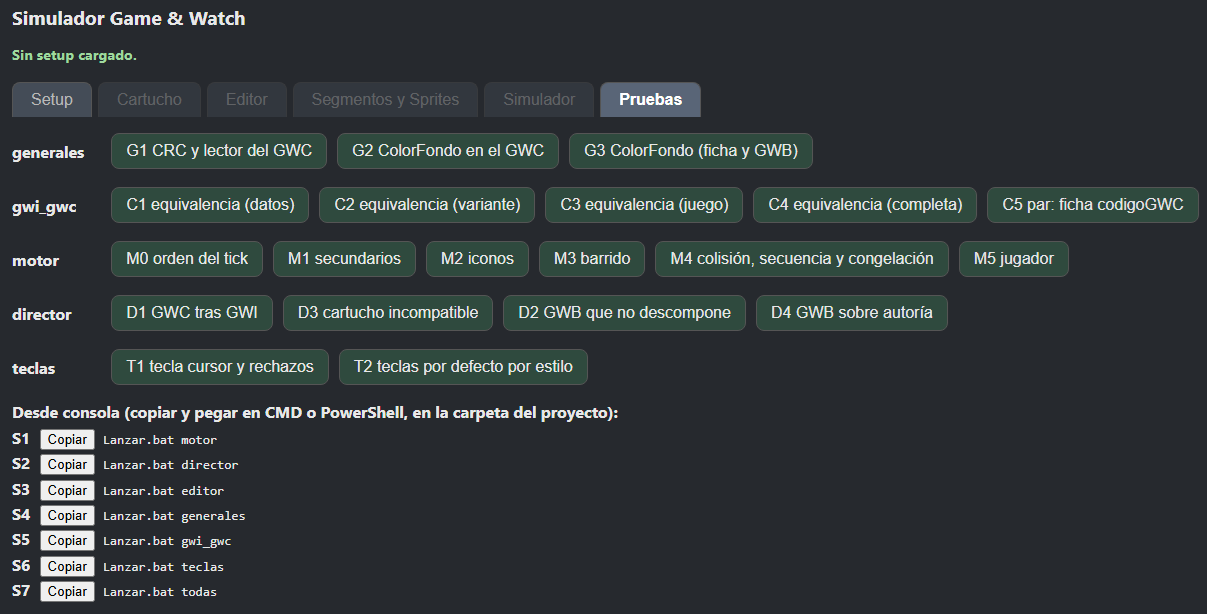 Simulador Game & Watch
Sin setup cargado.
Setup Cartucho Editor Segmentos y Sprites Simulador Pruebas
generales G1 CRC y lector del GWC G2 ColorFondo en el GWC G3 ColorFondo (ficha y GWB)
gwi_gwc C1 equivalencia (datos) C2 equivalencia (variante) C3 equivalencia (juego) C4 equivalencia (completa) C5 par: ficha codigoGWC
motor M0 orden del tick M1 secundarios M2 iconos M3 barrido M4 colisión, secuencia y congelación M5 jugador
director D1 GWC tras GWI D3 cartucho incompatible D2 GWB que no descompone D4 GWB sobre autoría
teclas T1 tecla cursor y rechazos T2 teclas por defecto por estilo
Desde consola (copiar y pegar en CMD o PowerShell, en la carpeta del proyecto):
S1 Copiar Lanzar.bat motor
S2 Copiar Lanzar.bat director
S3 Copiar Lanzar.bat editor
S4 Copiar Lanzar.bat generales
S5 Copiar Lanzar.bat gwi_gwc
S6 Copiar Lanzar.bat teclas
S7 Copiar Lanzar.bat todas